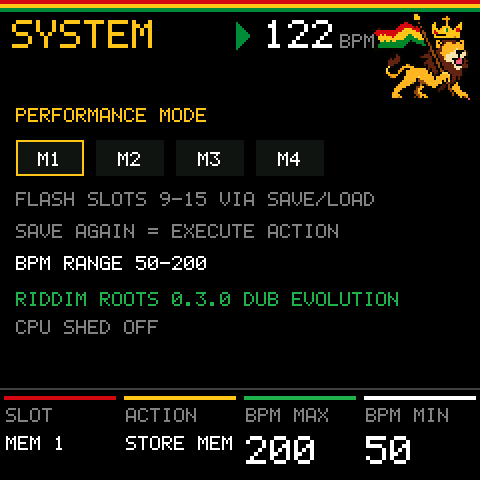 SYSTEM 122 BPM
PERFORMANCE MODE
M1 M2 M3 M4
FLASH SLOTS 9-15 VIA SAVE/LOAD
SAVE AGAIN = EXECUTE ACTION
BPM RANGE 50-200
RIDDIM ROOTS 0.3.0 DUB EVOLUTION
CPU SHED OFF
SLOT ACTION BPM MAX BPM MIN
MEM 1 STORE MEM 200 50